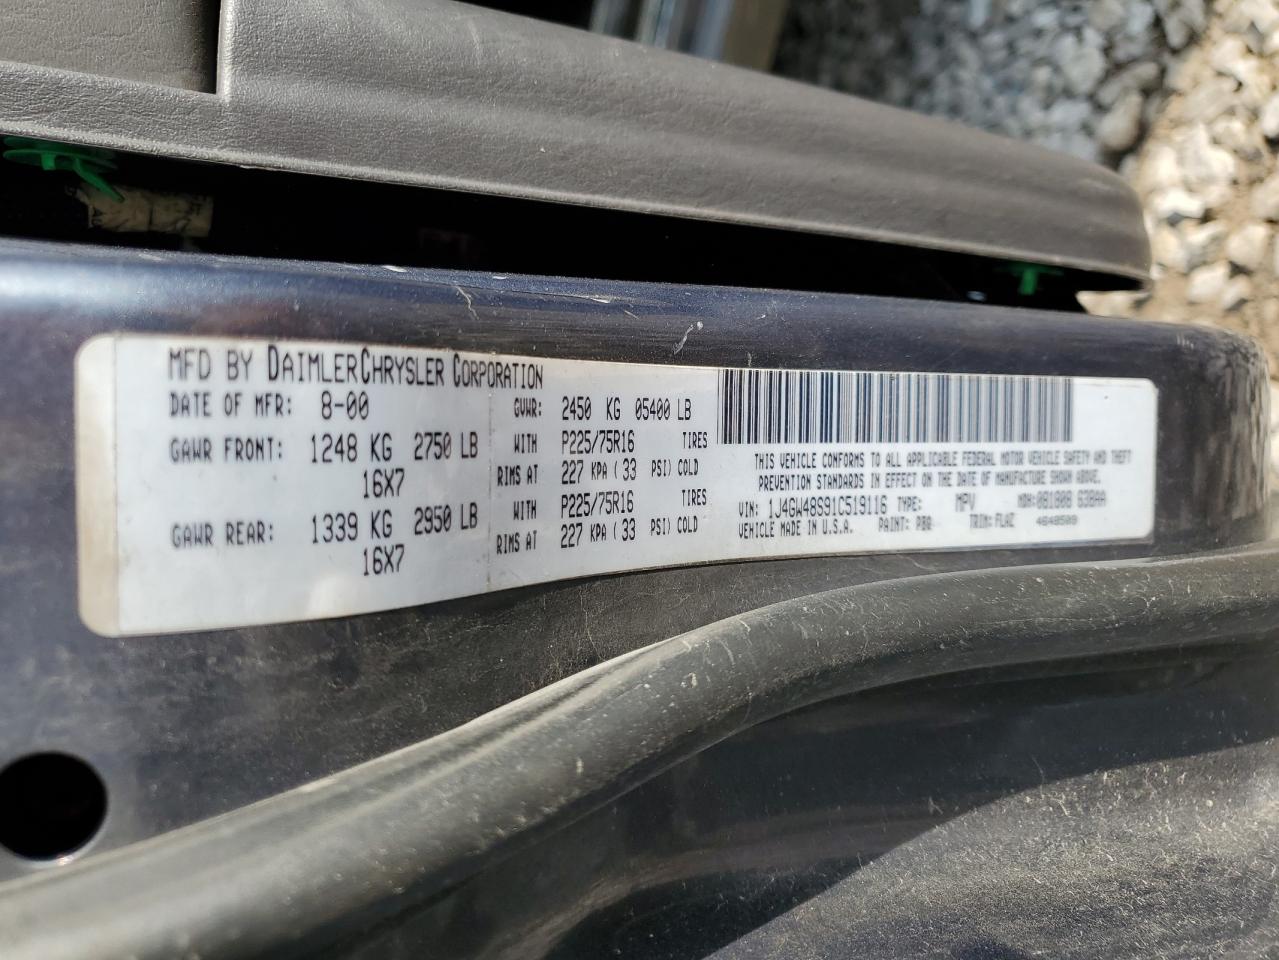 MFD BY DAIMLERCHRYSLER CORPORATION
DATE OF MFR: 8-00
GVWR: 2450 KG 05400 LB
GAWR FRONT: 1248 KG 2750 LB
WITH P225/75R16 TIRES
16X7 RIMS AT 227 KPA (33 PSI) COLD
GAWR REAR: 1339 KG 2950 LB
WITH P225/75R16 TIRES
16X7 RIMS AT 227 KPA (33 PSI) COLD
THIS VEHICLE CONFORMS TO ALL APPLICABLE FEDERAL MOTOR VEHICLE SAFETY AND THEFT
PREVENTION STANDARDS IN EFFECT ON THE DATE OF MANUFACTURE SHOWN ABOVE.
VIN: 1J4GW48S91C519116 TYPE: MPV MDH:
VEHICLE MADE IN U.S.A. PAINT: PBQ TRIM: